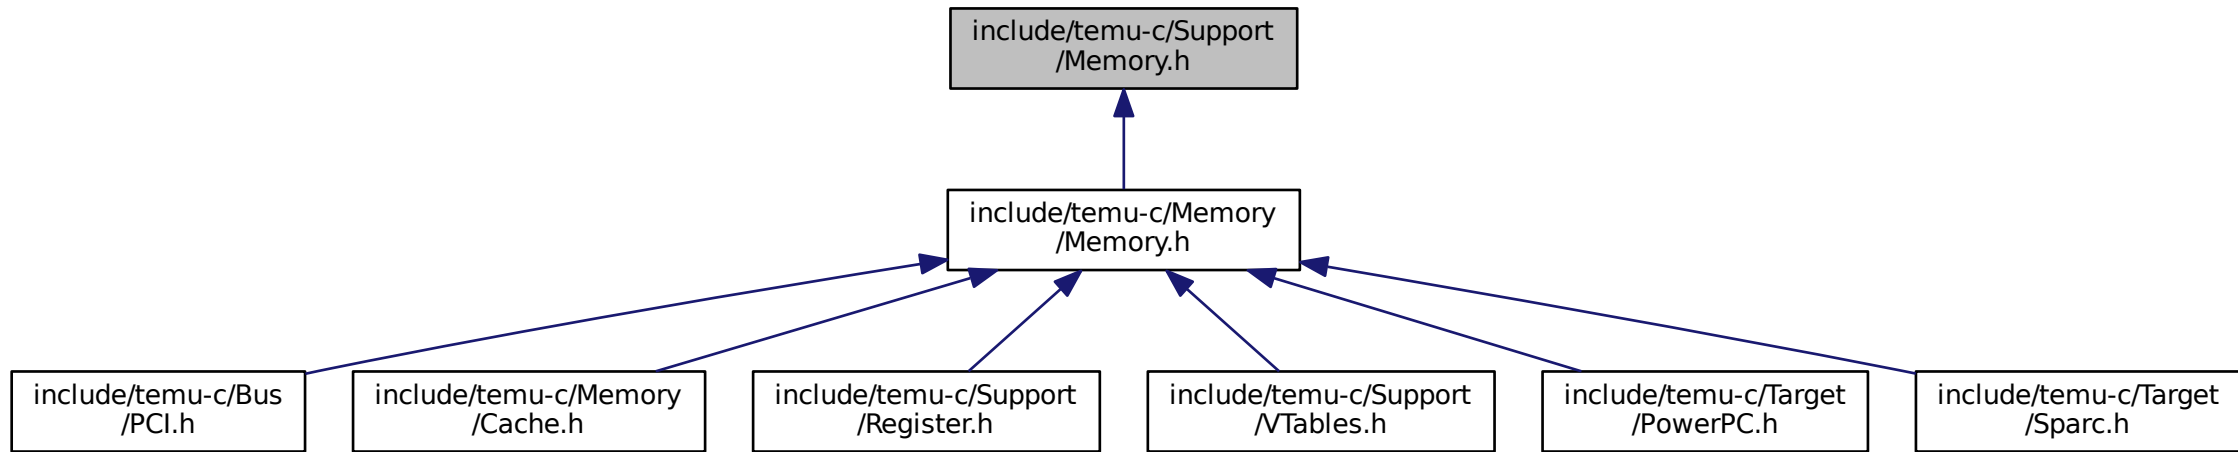 include/temu-c/Support
/Memory.h
include/temu-c/Memory
/Memory.h
include/temu-c/Bus
/PCI.h
include/temu-c/Memory
/Cache.h
include/temu-c/Support
/Register.h
include/temu-c/Support
/VTables.h
include/temu-c/Target
/PowerPC.h
include/temu-c/Target
/Sparc.h